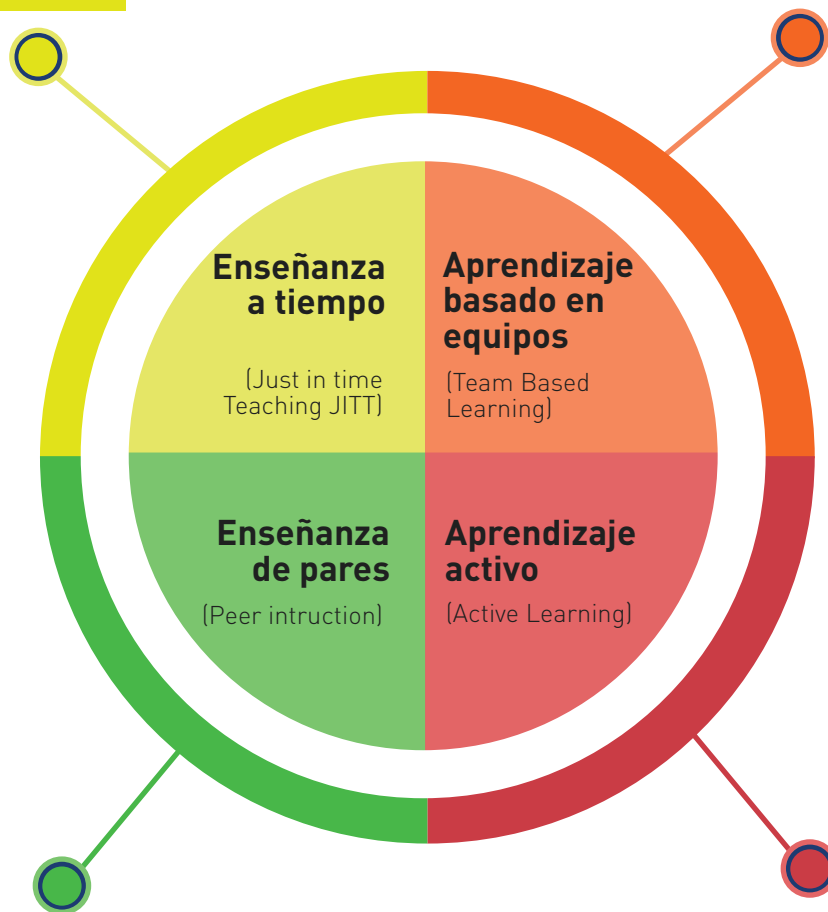 Enseñanza
a tiempo
(Just in time
Teaching JITT)
Aprendizaje
basado en
equipos
(Team Based
Learning)
Enseñanza
de pares
(Peer intruction)
Aprendizaje
activo
(Active Learning)